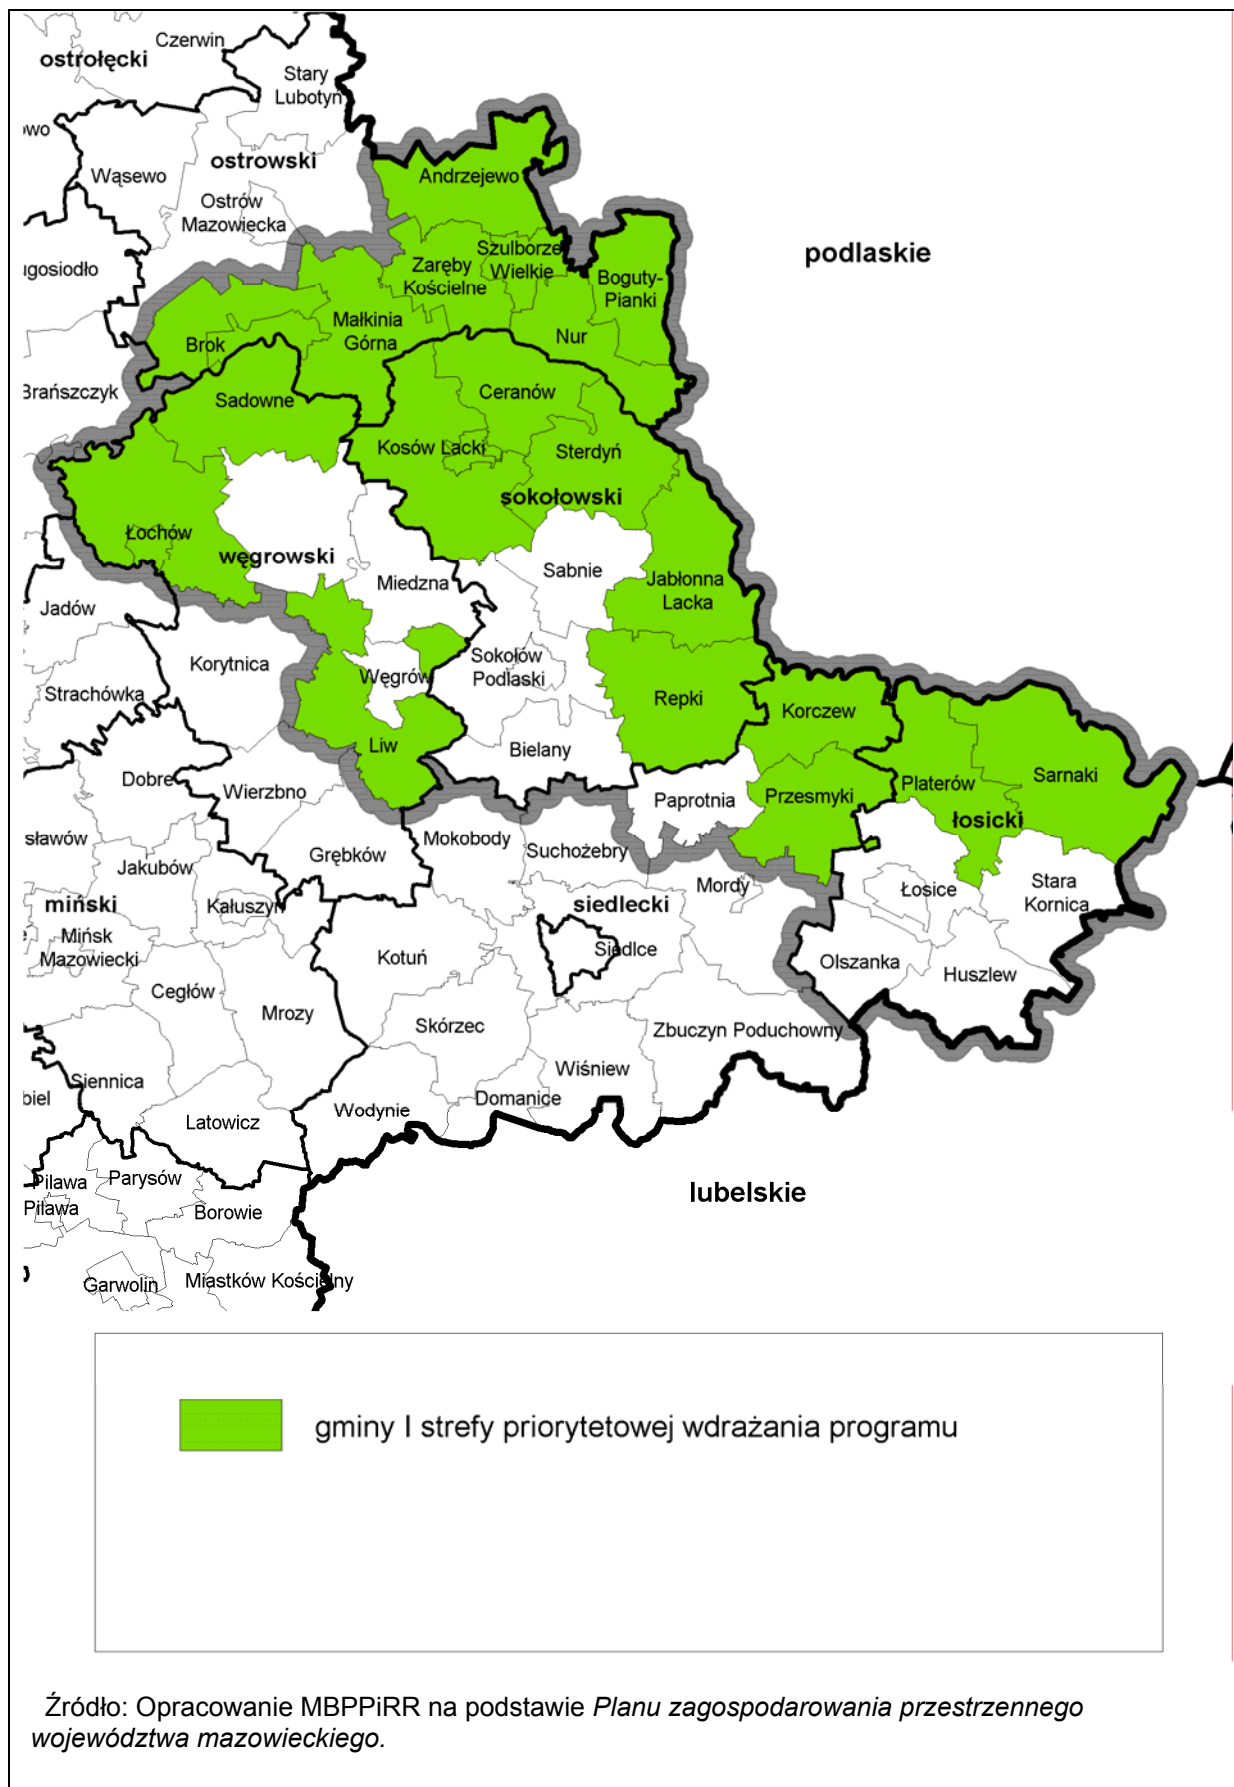 Czerwin
ostrołęcki
Stary
Lubotyń
owo
Wąsewo
ostrowski
Andrzejewo
Ostrów
Mazowiecka
podlaskie
ugosiodło
Szulborze
Wielkie
Zaręby
Kościelne
Boguty-
Pianki
Małkinia
Górna
Nur
Brok
Brańszczyk
Sadowne
Ceranów
Kosów Lacki
Sterdyń
sokołowski
Łochów
węgrowski
Miedzna
Sabnie
Jabłonna
Lacka
Jadów
Korytnica
Sokołów
Podlaski
Węgrów
Strachówka
Repki
Korczew
Liw
Bielany
Dobre
Wierzbno
Paprotnia
Przesmyki
Platerów
Sarnaki
łosicki
sławów
Jakubów
Grębków
Mokobody
Suchożebry
Mordy
Łosice
Stara
Kornica
miński
Kałuszyn
siedlecki
Mińsk
Mazowiecki
Kotuń
Siedlce
Olszanka
Huszlew
Cegłów
Mrozy
Skórzec
Zbuczyn Poduchowny
Siennica
Wiśniew
biel
Latowicz
Wodynie
Domanice
Pilawa
Parysów
Pilawa
Borowie
lubelskie
Garwolin
Miastków Kościelny
gminy I strefy priorytetowej wdrażania programu
Źródło: Opracowanie MBPPiRR na podstawie Planu zagospodarowania przestrzennego
województwa mazowieckiego.